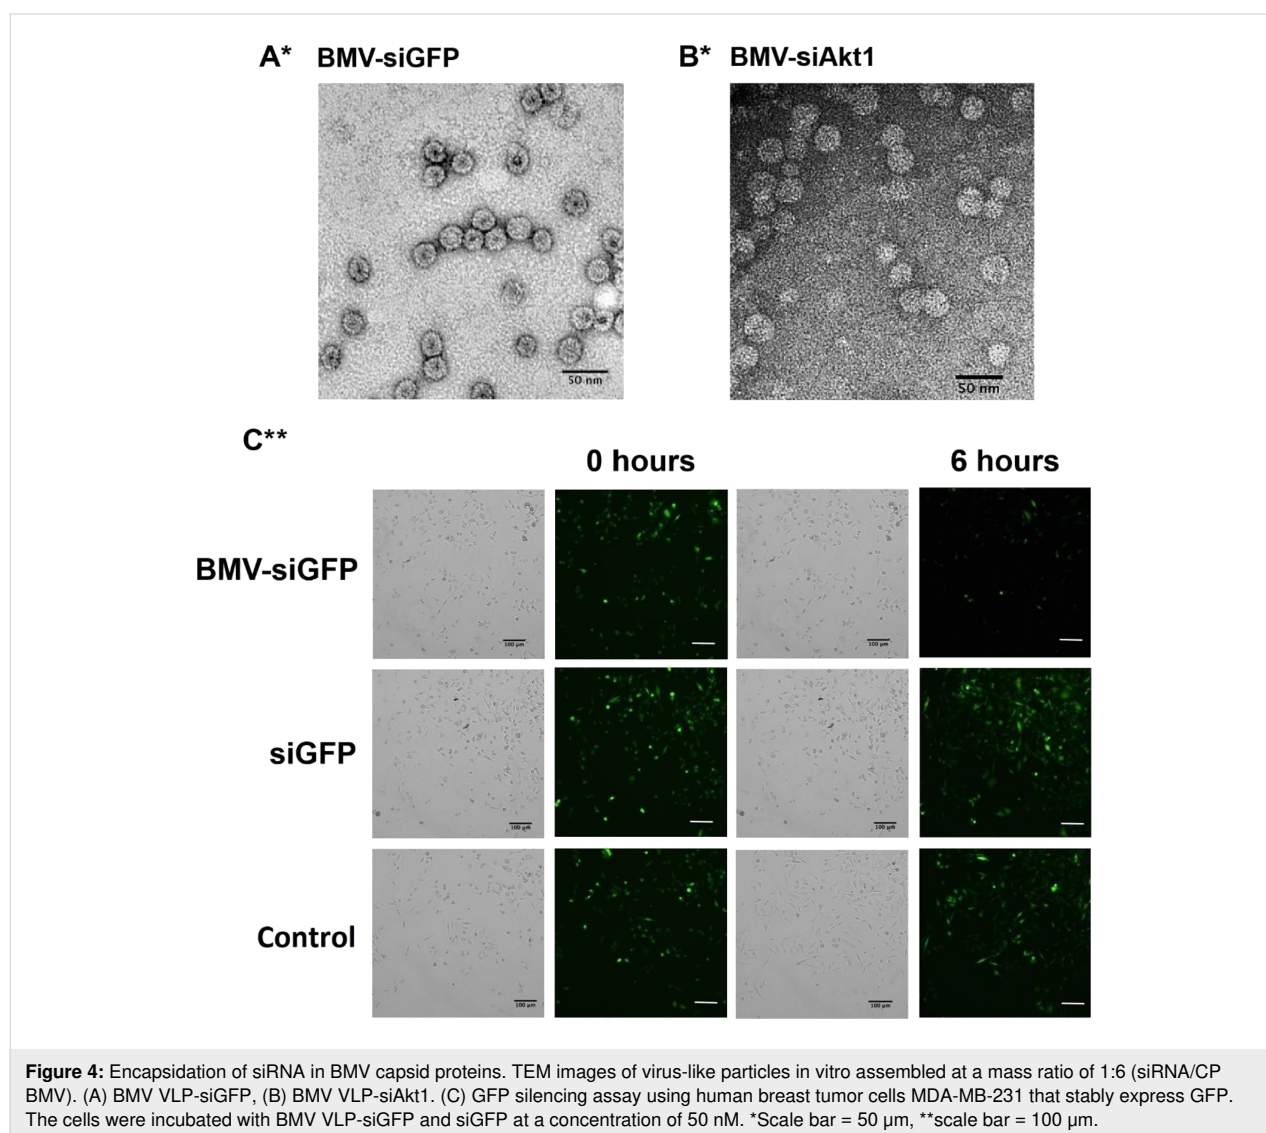 A* BMV-siGFP
B* BMV-siAkt1
50 nm
50 nm
C**
0 hours
6 hours
BMV-siGFP
100 µm
100 µm
siGFP
100 µm
100 µm
Control
100 µm
100 µm
Figure 4: Encapsidation of siRNA in BMV capsid proteins. TEM images of virus-like particles in vitro assembled at a mass ratio of 1:6 (siRNA/CP
BMV). (A) BMV VLP-siGFP, (B) BMV VLP-siAkt1. (C) GFP silencing assay using human breast tumor cells MDA-MB-231 that stably express GFP.
The cells were incubated with BMV VLP-siGFP and siGFP at a concentration of 50 nM. *Scale bar = 50 µm, **scale bar = 100 µm.